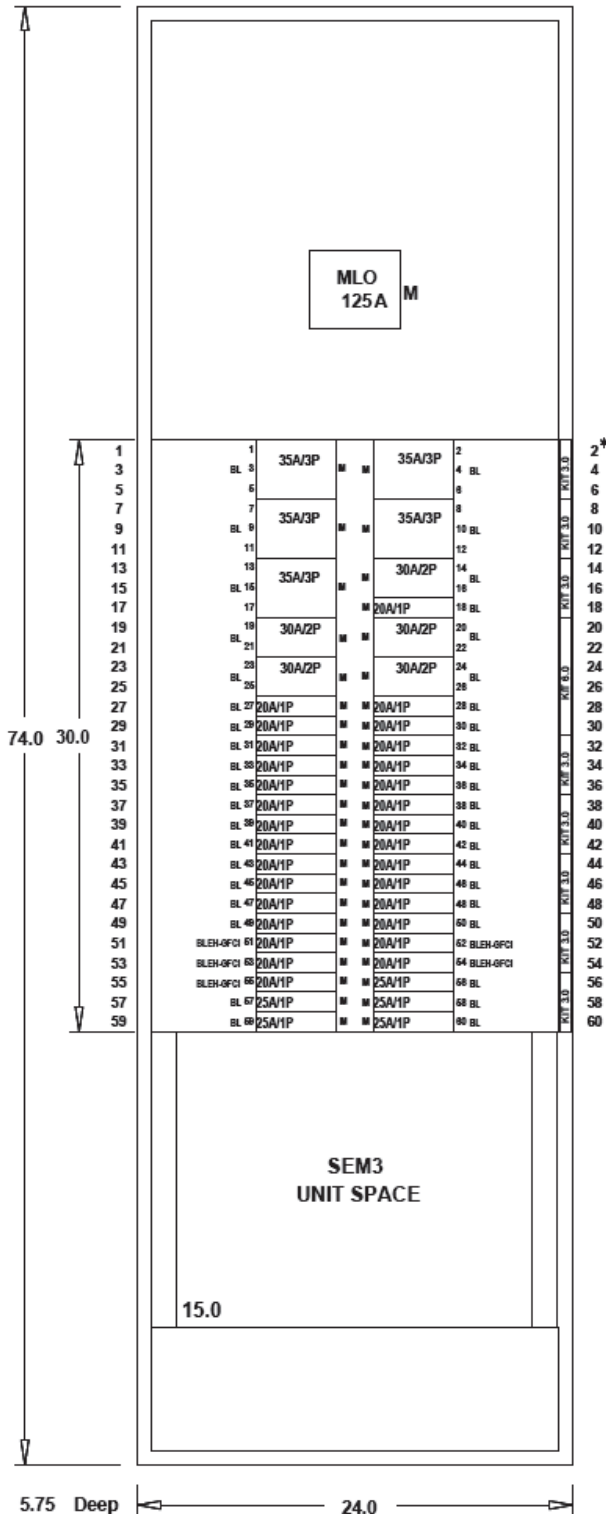 MLO
125A M
1 1 35A/3P 35A/3P 2 2*
3 BL 3 M M 4 BL 4
5 5 6 KIT 3.0 6
7 7 35A/3P 35A/3P 8 8
9 BL 9 M M 10 BL 10
11 11 12 KIT 3.0 12
13 13 35A/3P 30A/2P 14 14
15 BL 15 M M 16 BL 16
17 17 M 20A/1P 18 BL KIT 3.0 18
19 19 30A/2P 30A/2P 20 20
21 BL 21 M M 22 BL 22
23 23 30A/2P 30A/2P 24 24
25 BL 25 M M 26 BL KIT 6.0 26
27 BL 27 20A/1P M M 20A/1P 28 BL 28
29 BL 29 20A/1P M M 20A/1P 30 BL 30
74.0 30.0 31 BL 31 20A/1P M M 20A/1P 32 BL 32
33 BL 33 20A/1P M M 20A/1P 34 BL KIT 3.0 34
35 BL 35 20A/1P M M 20A/1P 36 BL 36
37 BL 37 20A/1P M M 20A/1P 38 BL 38
39 BL 39 20A/1P M M 20A/1P 40 BL KIT 3.0 40
41 BL 41 20A/1P M M 20A/1P 42 BL 42
43 BL 43 20A/1P M M 20A/1P 44 BL 44
45 BL 45 20A/1P M M 20A/1P 46 BL KIT 3.0 46
47 BL 47 20A/1P M M 20A/1P 48 BL 48
49 BL 49 20A/1P M M 20A/1P 50 BL 50
51 BLEH-GFCI 51 20A/1P M M 20A/1P 52 BLEH-GFCI KIT 3.0 52
53 BLEH-GFCI 53 20A/1P M M 20A/1P 54 BLEH-GFCI 54
55 BLEH-GFCI 55 20A/1P M M 25A/1P 56 BL 56
57 BL 57 25A/1P M M 25A/1P 58 BL KIT 3.0 58
59 BL 59 25A/1P M M 25A/1P 60 BL 60
SEM3
UNIT SPACE
15.0
5.75 Deep 24.0